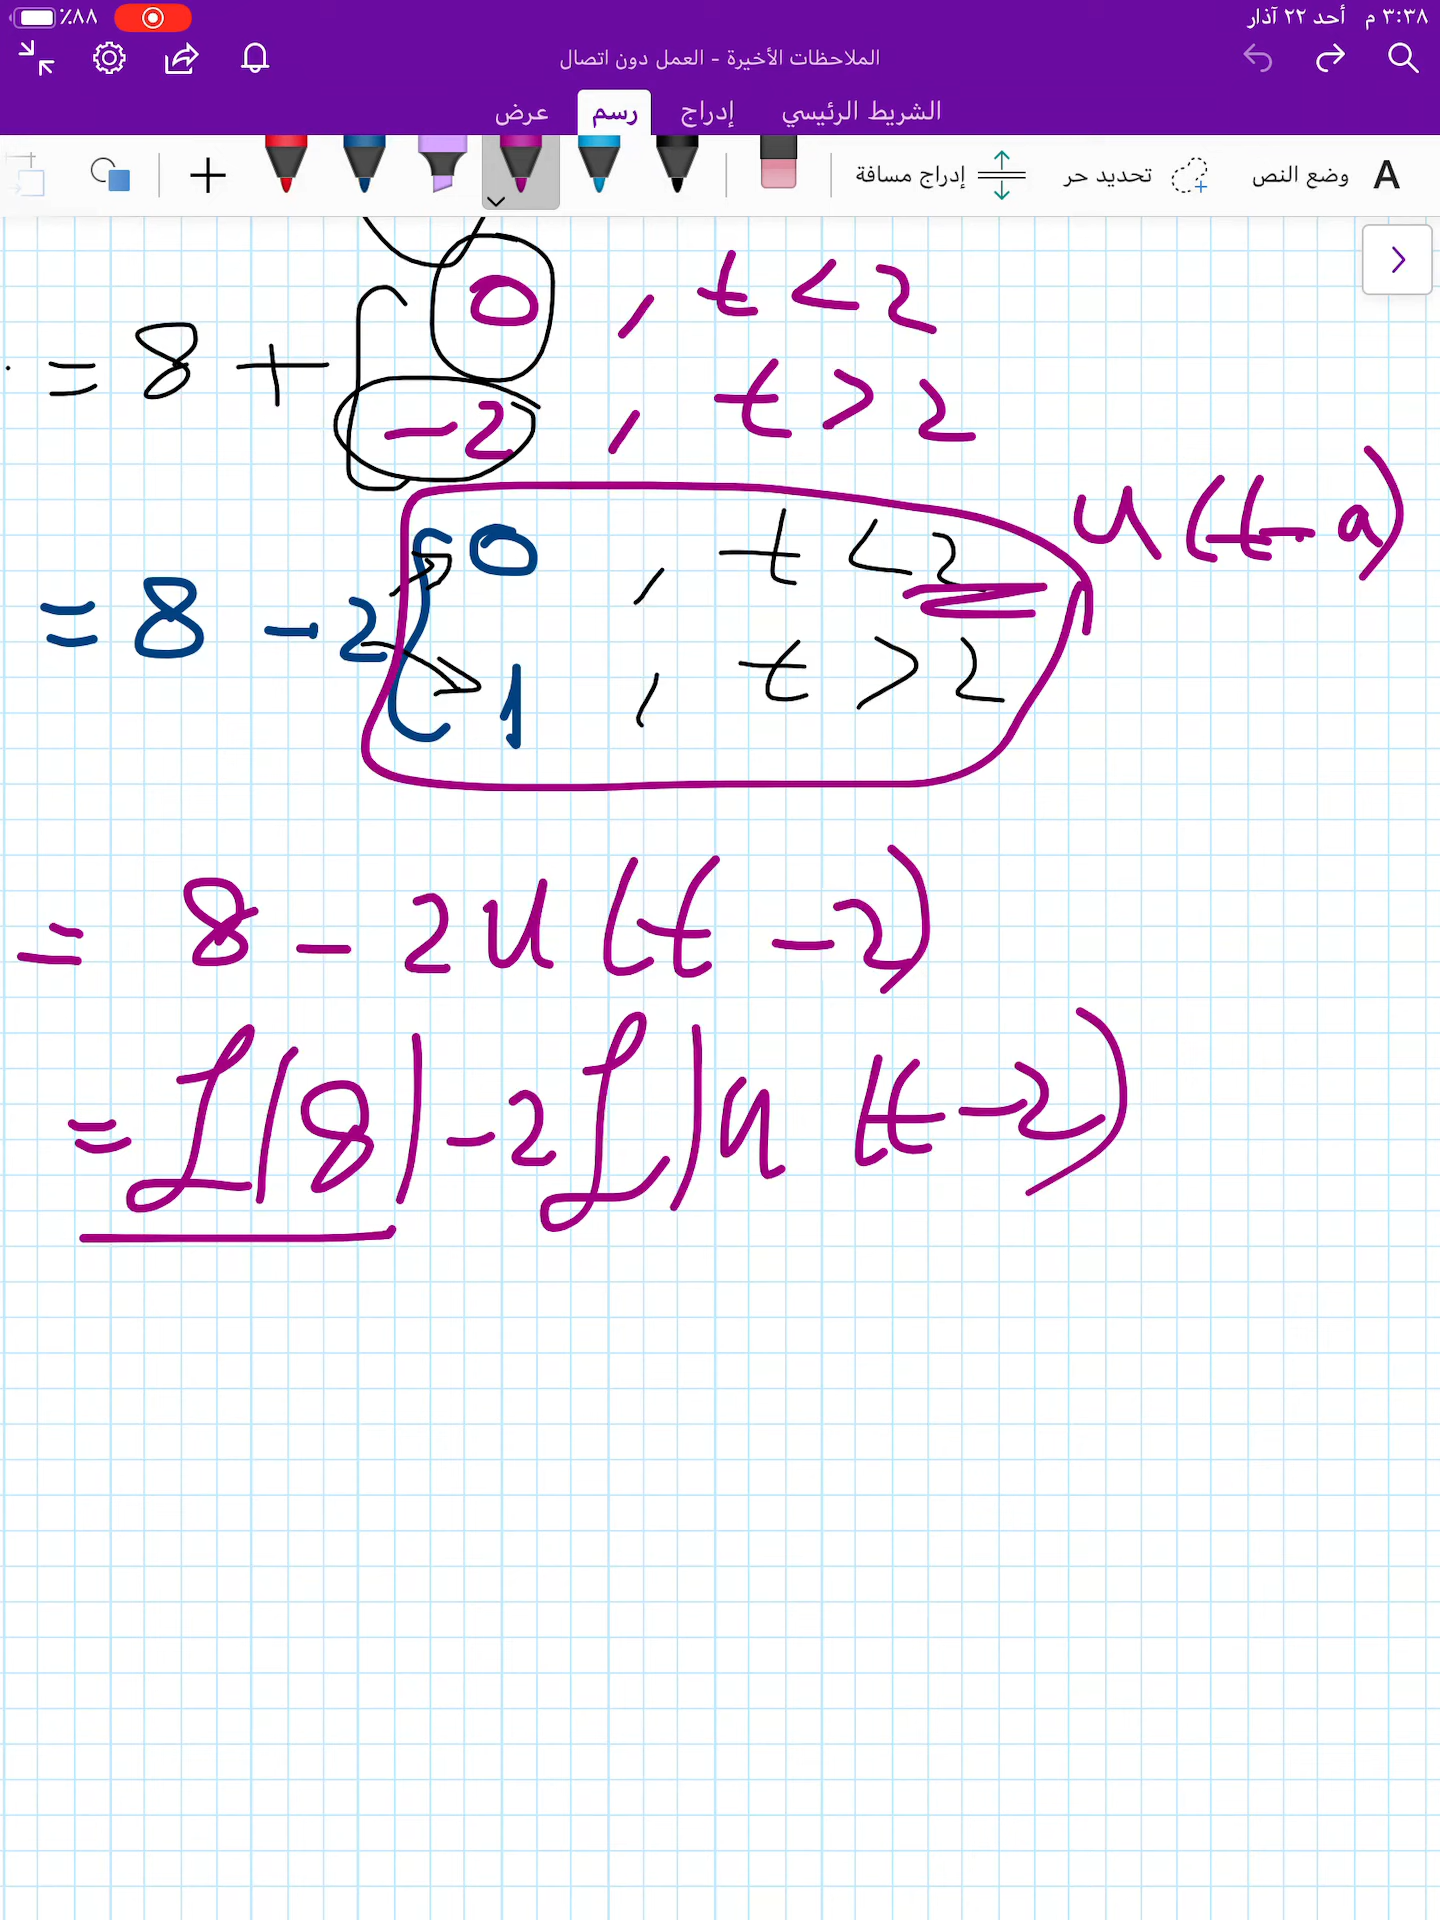 ٪٨٨ ٣:٣٨ م أحد ٢٢ آذار
الملاحظات الأخيرة - العمل دون اتصال
الشريط الرئيسي إدراج رسم عرض
A وضع النص تحديد حر إدراج مسافة
0 , t < 2
= 8 +
-2 , t > 2
u(t-a)
0 , t < 2
= 8 - 2
1 , t > 2
= 8 - 2u(t-2)
= ℒ(8) - 2ℒ(u(t-2)